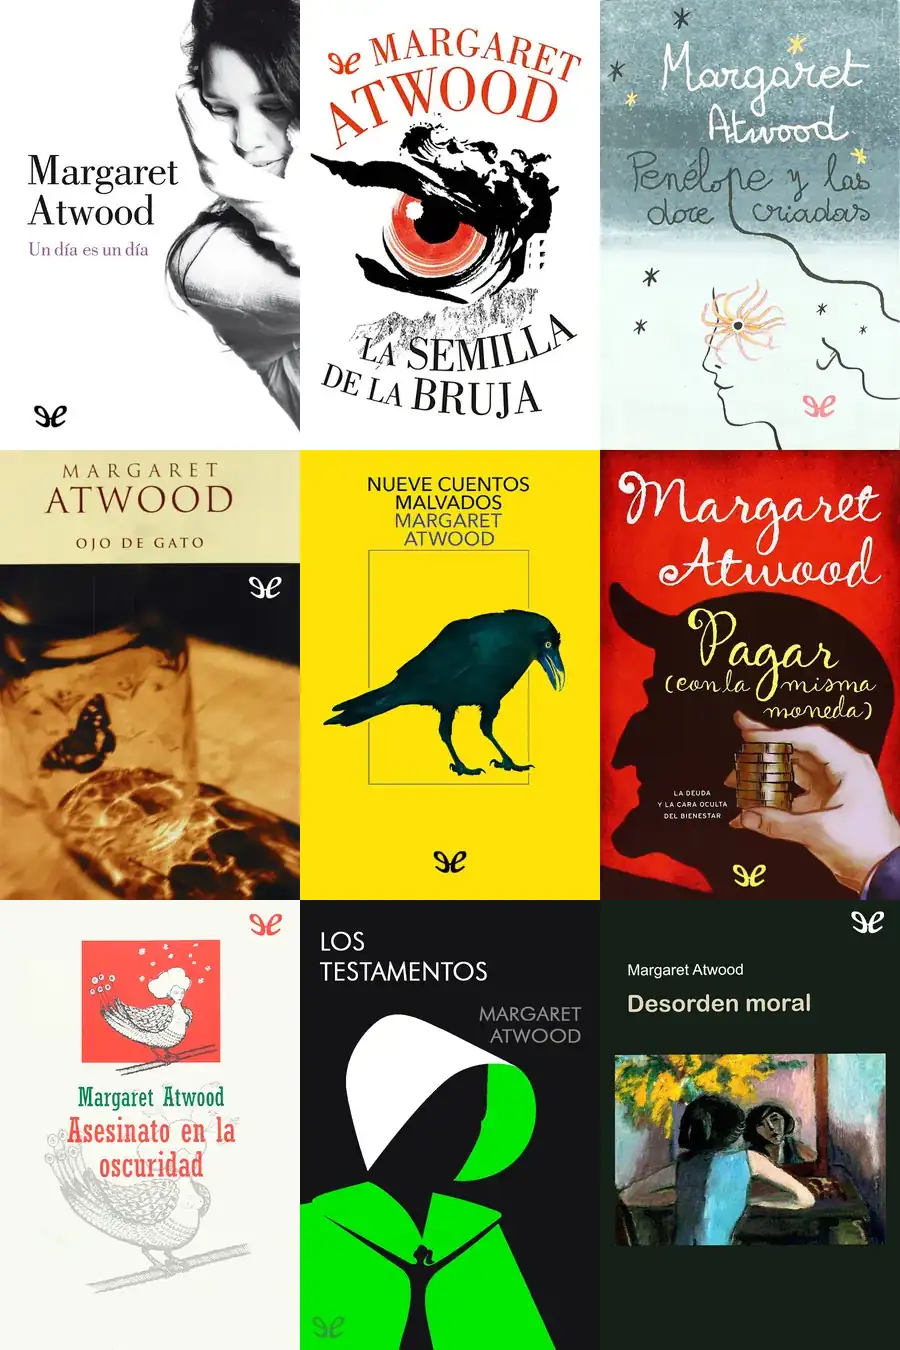 Margaret
Atwood
Un día es un día
MARGARET
ATWOOD
LA SEMILLA
DE LA BRUJA
Margaret
Atwood
Penélope y las
doce criadas
MARGARET
ATWOOD
OJO DE GATO
NUEVE CUENTOS
MALVADOS
MARGARET
ATWOOD
Margaret
Atwood
Pagar
(con la misma
moneda)
LA DEUDA
Y LA CARA OCULTA
DEL BIENESTAR
Margaret Atwood
Asesinato en la
oscuridad
LOS
TESTAMENTOS
MARGARET
ATWOOD
Margaret Atwood
Desorden moral